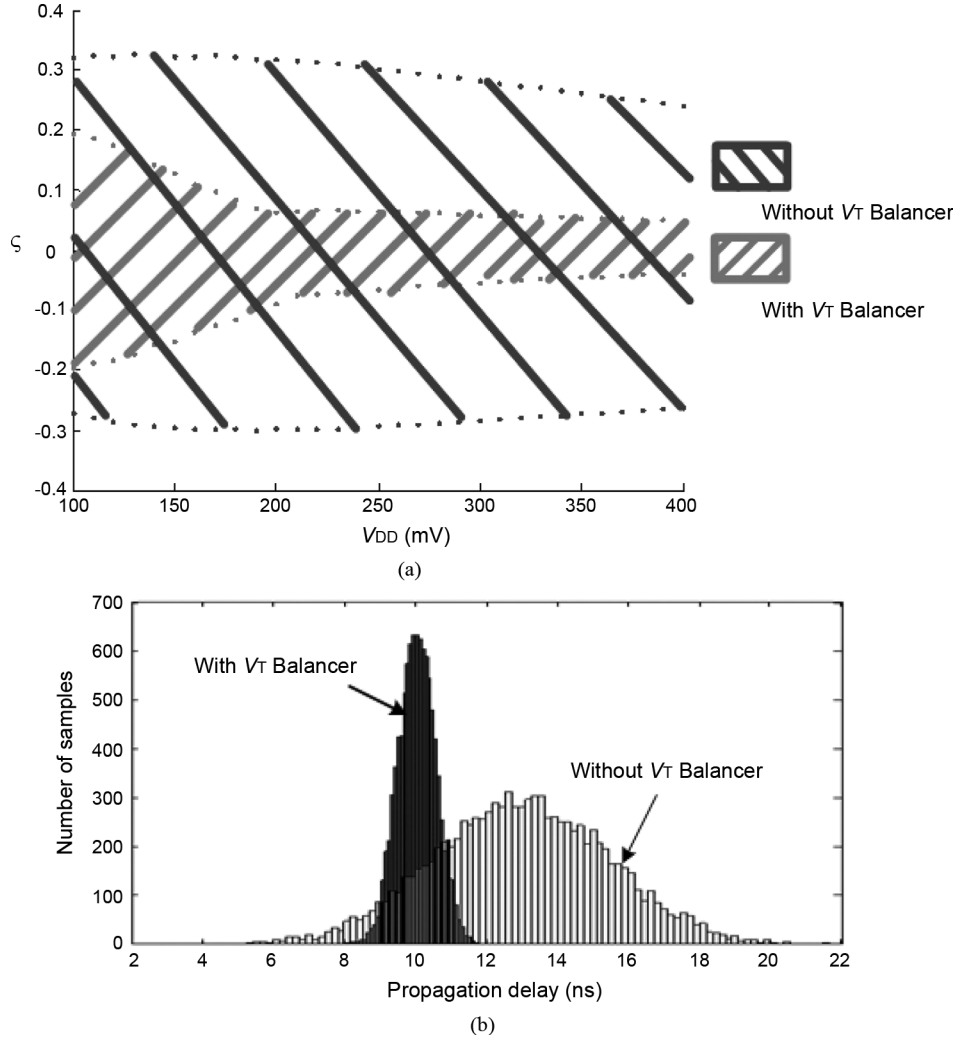 0.4
0.3
0.2
0.1
0
-0.1
-0.2
-0.3
-0.4
ς
100 150 200 250 300 350 400
VDD (mV)
Without VT Balancer
With VT Balancer
(a)
700
600
500
400
300
200
100
0
Number of samples
With VT Balancer
Without VT Balancer
2 4 6 8 10 12 14 16 18 20 22
Propagation delay (ns)
(b)